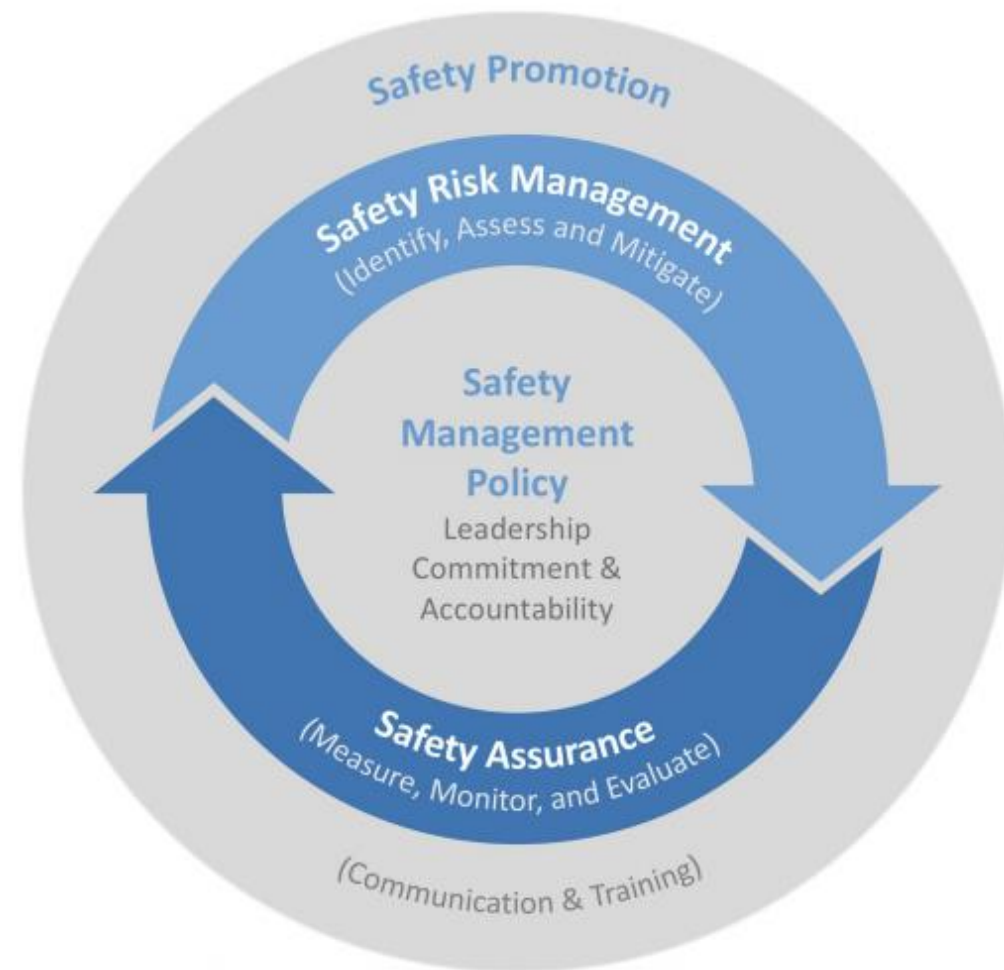 Safety Promotion
Safety Risk Management
(Identify, Assess and Mitigate)
Safety
Management
Policy
Leadership
Commitment &
Accountability
Safety Assurance
(Measure, Monitor, and Evaluate)
(Communication & Training)